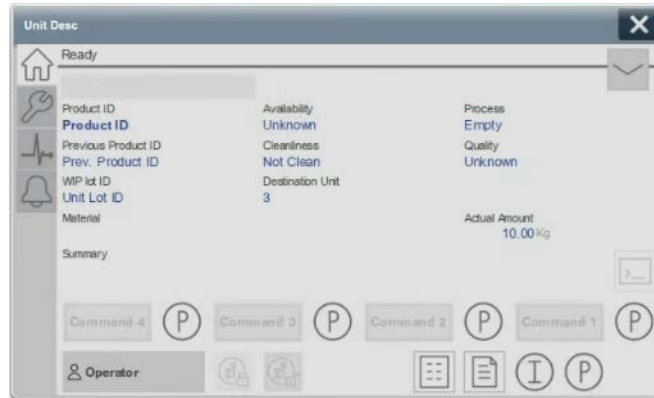 Unit Desc
Ready
Product ID Availability Process
Product ID Unknown Empty
Previous Product ID Cleanliness Quality
Prev. Product ID Not Clean Unknown
WIP lot ID Destination Unit
Unit Lot ID 3
Material Actual Amount
10.00 Kg
Summary
>_
Command 4 P Command 3 P Command 2 P Command 1 P
Operator I P